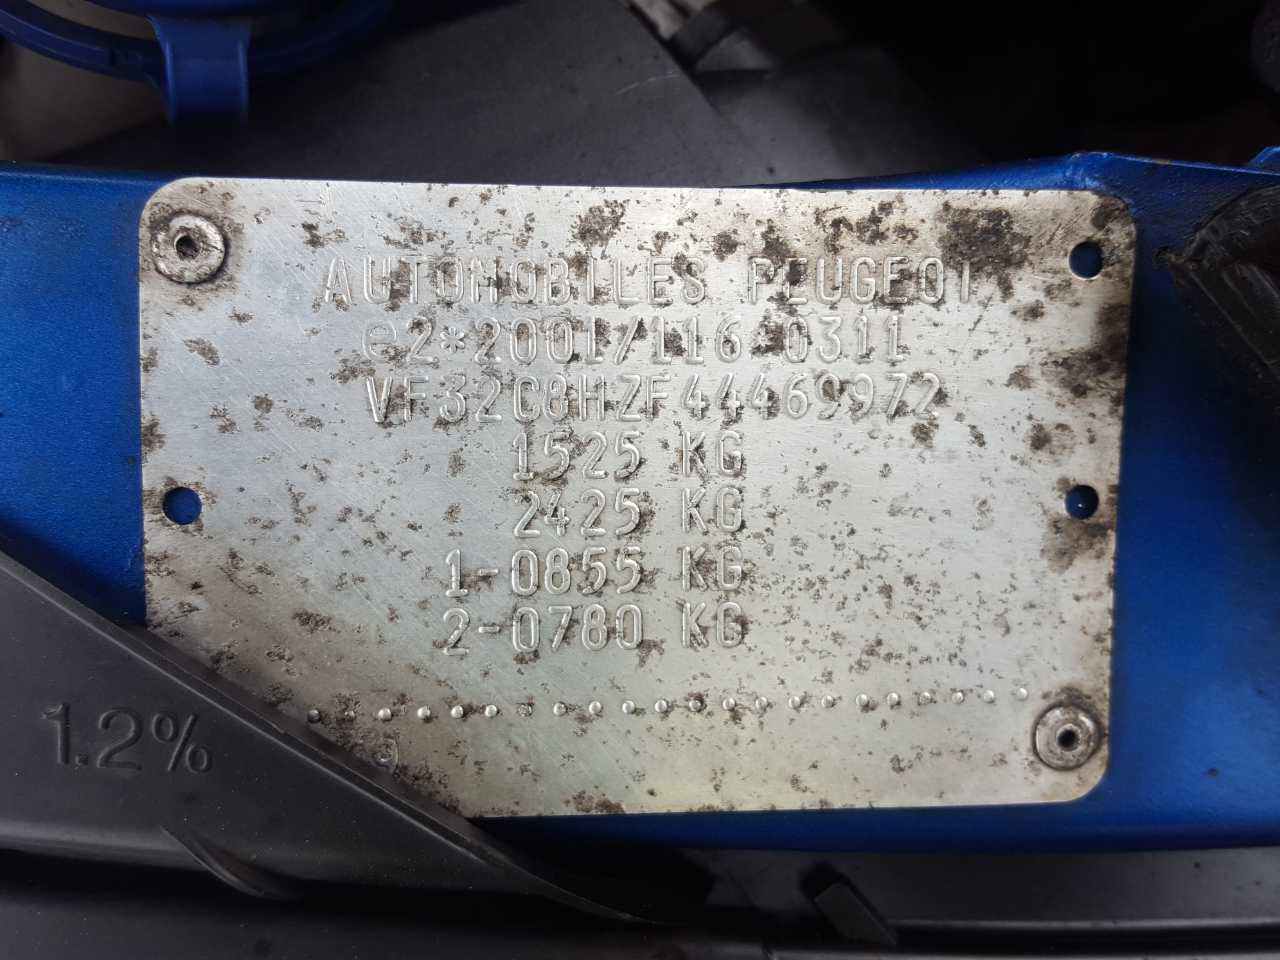 AUTOMOBILES PEUGEOT
e2*2001/116*0311
VF32C8HZF44469972
1525 KG
2425 KG
1-0855 KG
2-0780 KG
1.2%